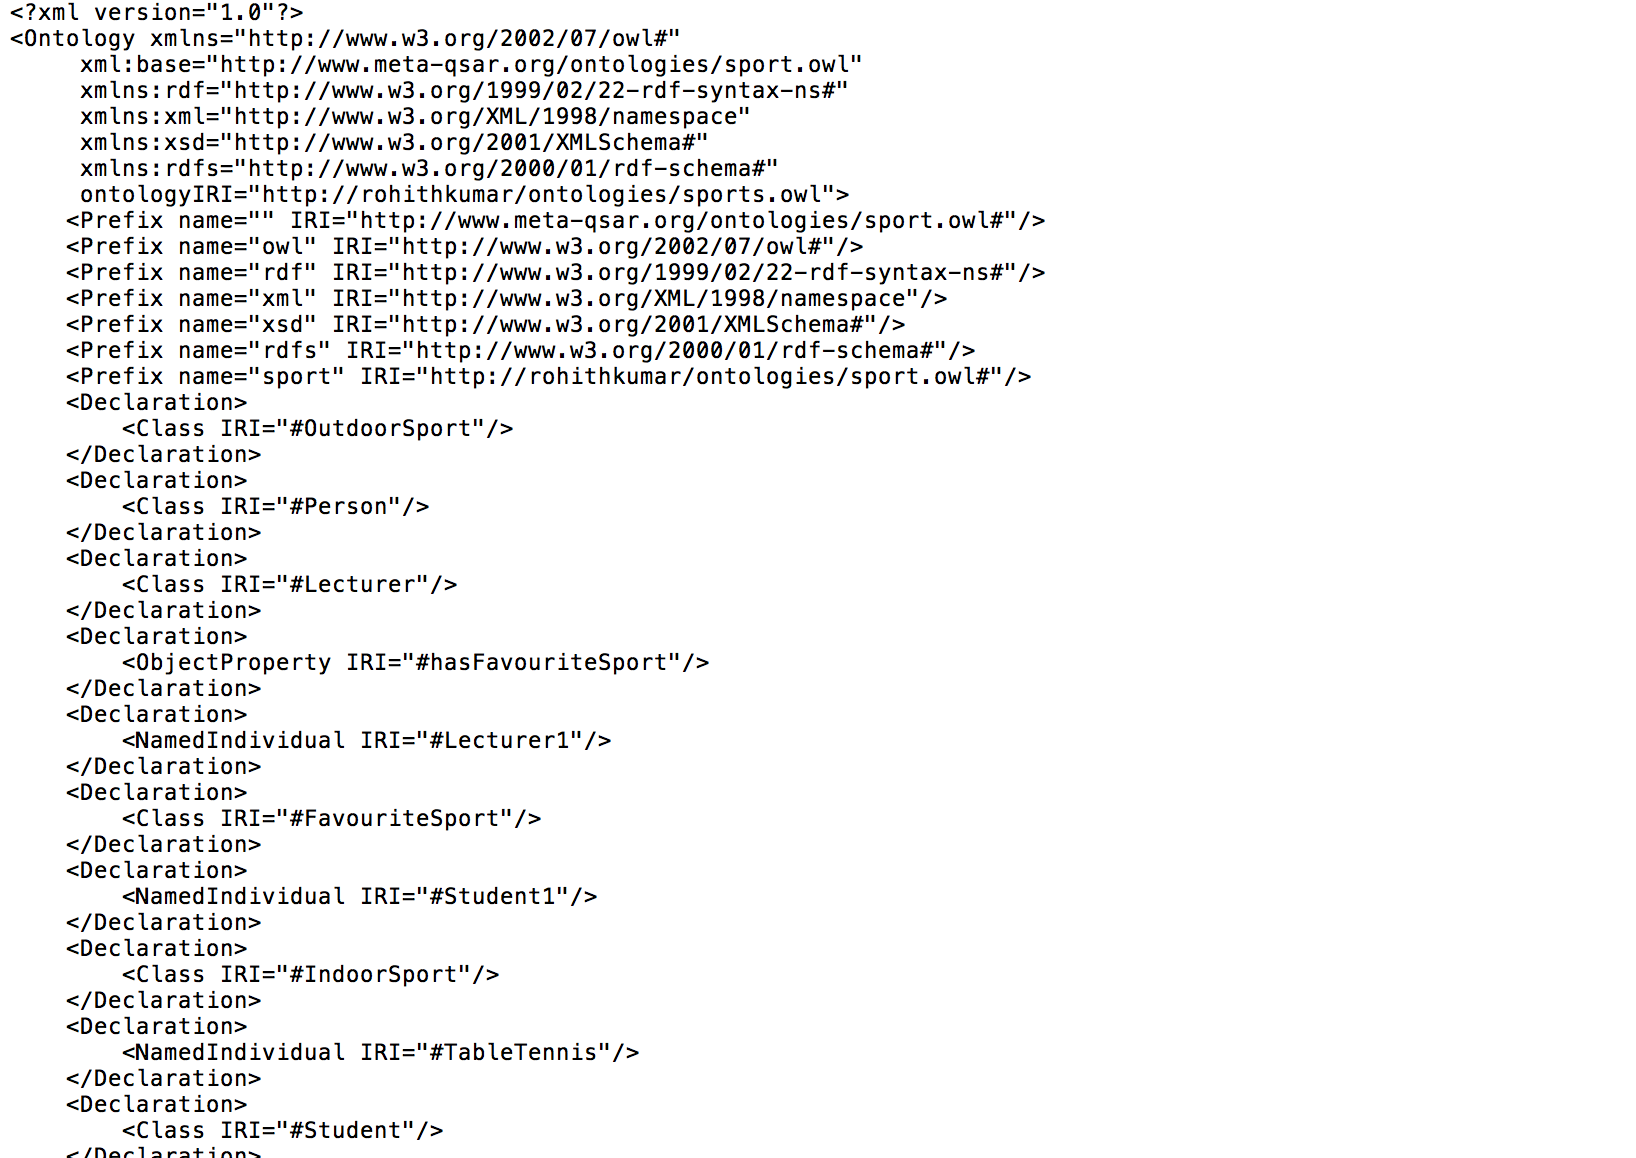 <?xml version="1.0"?>
<Ontology xmlns="http://www.w3.org/2002/07/owl#"
     xml:base="http://www.meta-qsar.org/ontologies/sport.owl"
     xmlns:rdf="http://www.w3.org/1999/02/22-rdf-syntax-ns#"
     xmlns:xml="http://www.w3.org/XML/1998/namespace"
     xmlns:xsd="http://www.w3.org/2001/XMLSchema#"
     xmlns:rdfs="http://www.w3.org/2000/01/rdf-schema#"
     ontologyIRI="http://rohithkumar/ontologies/sports.owl">
    <Prefix name="" IRI="http://www.meta-qsar.org/ontologies/sport.owl#"/>
    <Prefix name="owl" IRI="http://www.w3.org/2002/07/owl#"/>
    <Prefix name="rdf" IRI="http://www.w3.org/1999/02/22-rdf-syntax-ns#"/>
    <Prefix name="xml" IRI="http://www.w3.org/XML/1998/namespace"/>
    <Prefix name="xsd" IRI="http://www.w3.org/2001/XMLSchema#"/>
    <Prefix name="rdfs" IRI="http://www.w3.org/2000/01/rdf-schema#"/>
    <Prefix name="sport" IRI="http://rohithkumar/ontologies/sport.owl#"/>
    <Declaration>
        <Class IRI="#OutdoorSport"/>
    </Declaration>
    <Declaration>
        <Class IRI="#Person"/>
    </Declaration>
    <Declaration>
        <Class IRI="#Lecturer"/>
    </Declaration>
    <Declaration>
        <ObjectProperty IRI="#hasFavouriteSport"/>
    </Declaration>
    <Declaration>
        <NamedIndividual IRI="#Lecturer1"/>
    </Declaration>
    <Declaration>
        <Class IRI="#FavouriteSport"/>
    </Declaration>
    <Declaration>
        <NamedIndividual IRI="#Student1"/>
    </Declaration>
    <Declaration>
        <Class IRI="#IndoorSport"/>
    </Declaration>
    <Declaration>
        <NamedIndividual IRI="#TableTennis"/>
    </Declaration>
    <Declaration>
        <Class IRI="#Student"/>
    </Declaration>